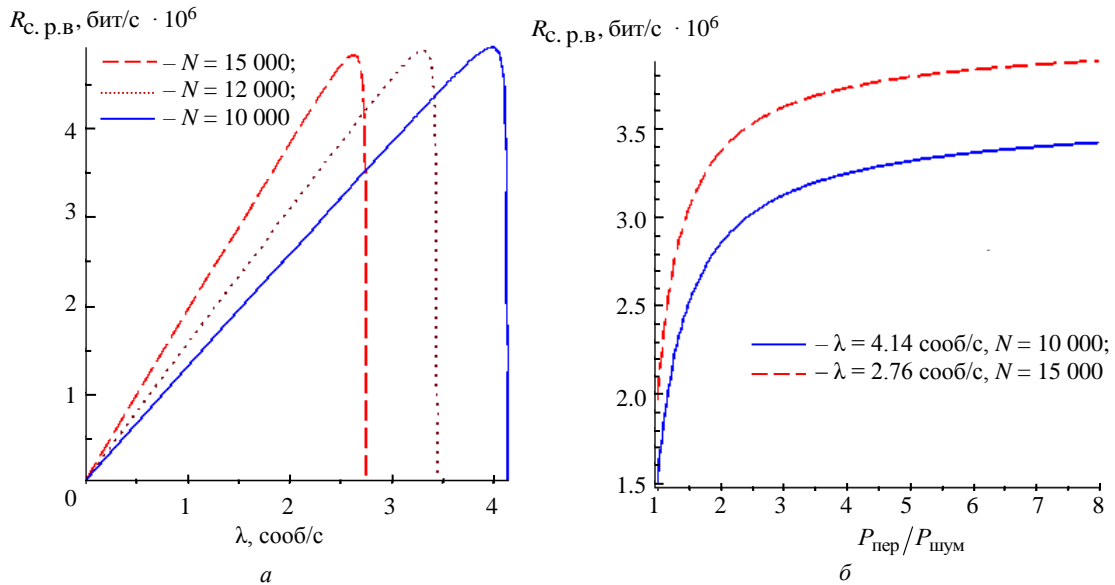 R с. р.в, бит/с · 10⁶
– N = 15 000;
– N = 12 000;
– N = 10 000
4
3
2
1
0
1 2 3 4
λ, сооб/с
а
R с. р.в, бит/с · 10⁶
3.5
3.0
2.5
2.0
1.5
– λ = 4.14 сооб/с, N = 10 000;
– λ = 2.76 сооб/с, N = 15 000
1 2 3 4 5 6 7 8
Pпер/Pшум
б